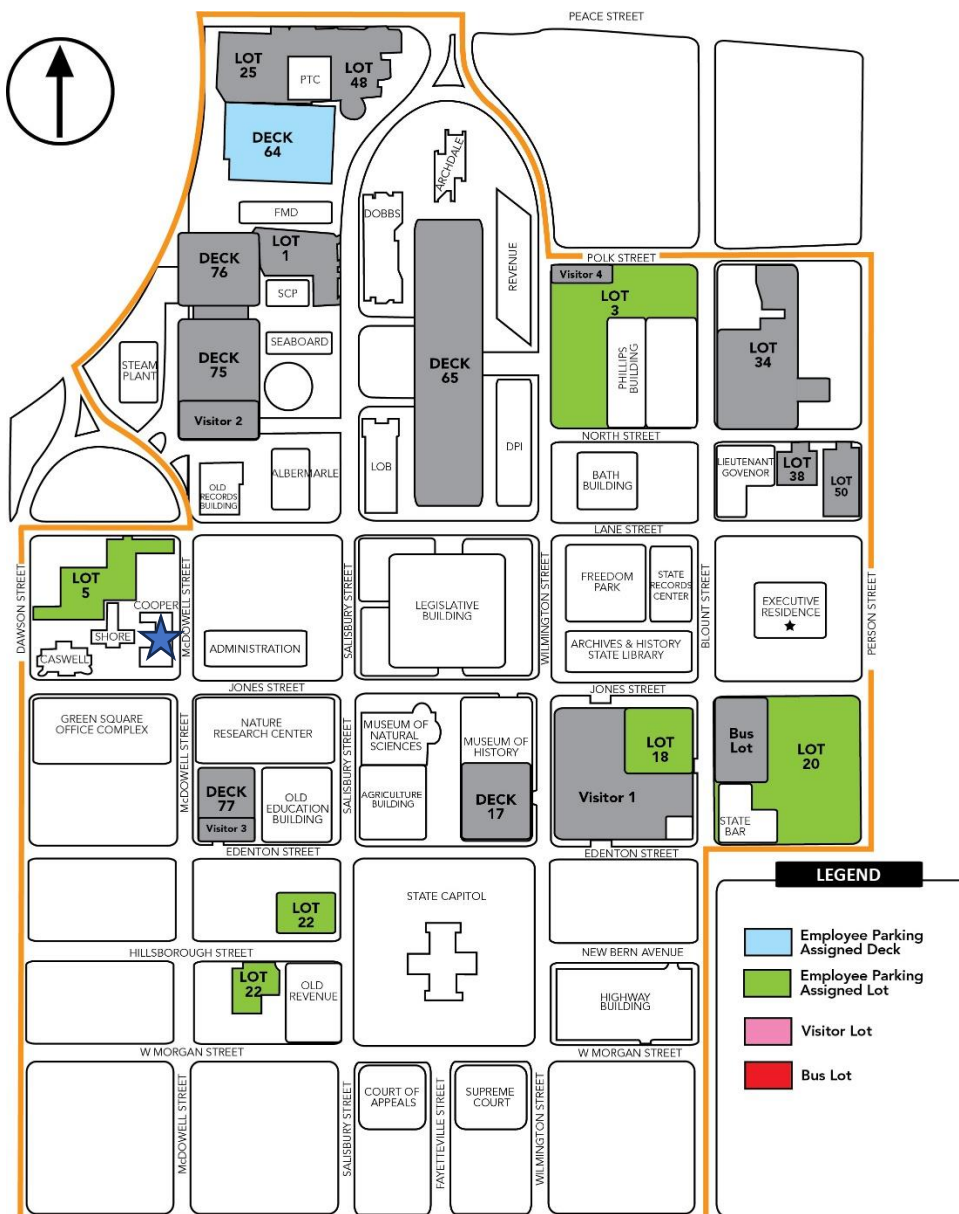 PEACE STREET
LOT
25
PTC
LOT
48
DECK
64
ARCHDALE
FMD
DOBBS
REVENUE
LOT
1
DECK
76
SCP
POLK STREET
Visitor 4
LOT
3
PHILLIPS
BUILDING
LOT
34
STEAM
PLANT
DECK
75
SEABOARD
DECK
65
Visitor 2
NORTH STREET
OLD
RECORDS
BUILDING
ALBERMARLE
LOB
DPI
BATH
BUILDING
LIEUTENANT
GOVENOR
LOT
38
LOT
50
LANE STREET
DAWSON STREET
LOT
5
COOPER
SHORE
CASWELL
McDOWELL STREET
ADMINISTRATION
SALISBURY STREET
LEGISLATIVE
BUILDING
WILMINGTON STREET
FREEDOM
PARK
STATE
RECORDS
CENTER
ARCHIVES & HISTORY
STATE LIBRARY
BLOUNT STREET
EXECUTIVE
RESIDENCE
PERSON STREET
JONES STREET
JONES STREET
GREEN SQUARE
OFFICE COMPLEX
McDOWELL STREET
NATURE
RESEARCH CENTER
SALISBURY STREET
MUSEUM OF
NATURAL
SCIENCES
MUSEUM OF
HISTORY
LOT
18
Bus
Lot
LOT
20
DECK
77
Visitor 3
OLD
EDUCATION
BUILDING
AGRICULTURE
BUILDING
DECK
17
Visitor 1
STATE
BAR
EDENTON STREET
EDENTON STREET
LOT
22
STATE CAPITOL
HILLSBOROUGH STREET
NEW BERN AVENUE
LOT
22
OLD
REVENUE
HIGHWAY
BUILDING
W MORGAN STREET
W MORGAN STREET
McDOWELL STREET
SALISBURY STREET
COURT OF
APPEALS
FAYETTEVILLE STREET
SUPREME
COURT
WILMINGTON STREET
LEGEND
Employee Parking
Assigned Deck
Employee Parking
Assigned Lot
Visitor Lot
Bus Lot